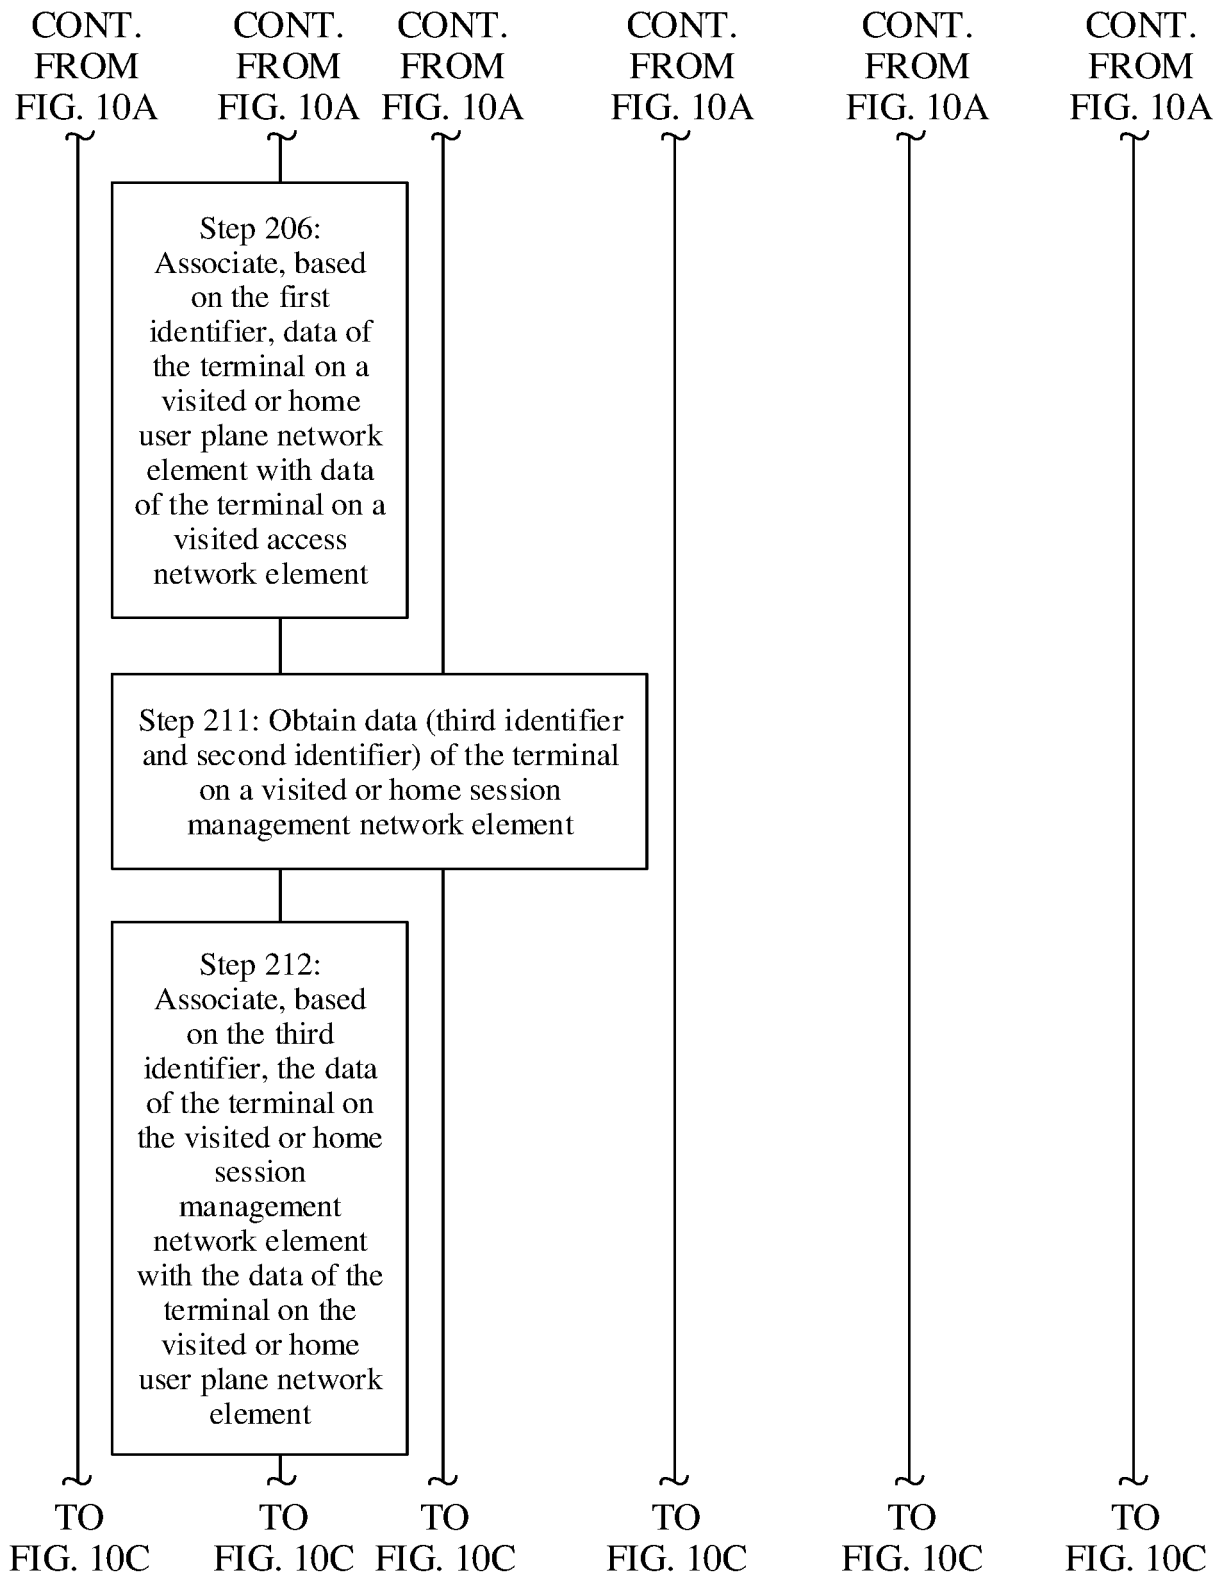 CONT. FROM FIG. 10A
CONT. FROM FIG. 10A
CONT. FROM FIG. 10A
CONT. FROM FIG. 10A
CONT. FROM FIG. 10A
CONT. FROM FIG. 10A
Step 206:
Associate, based
on the first
identifier, data of
the terminal on a
visited or home
user plane network
element with data
of the terminal on a
visited access
network element
Step 211: Obtain data (third identifier
and second identifier) of the terminal
on a visited or home session
management network element
Step 212:
Associate, based
on the third
identifier, the data
of the terminal on
the visited or home
session
management
network element
with the data of the
terminal on the
visited or home
user plane network
element
TO FIG. 10C
TO FIG. 10C
TO FIG. 10C
TO FIG. 10C
TO FIG. 10C
TO FIG. 10C